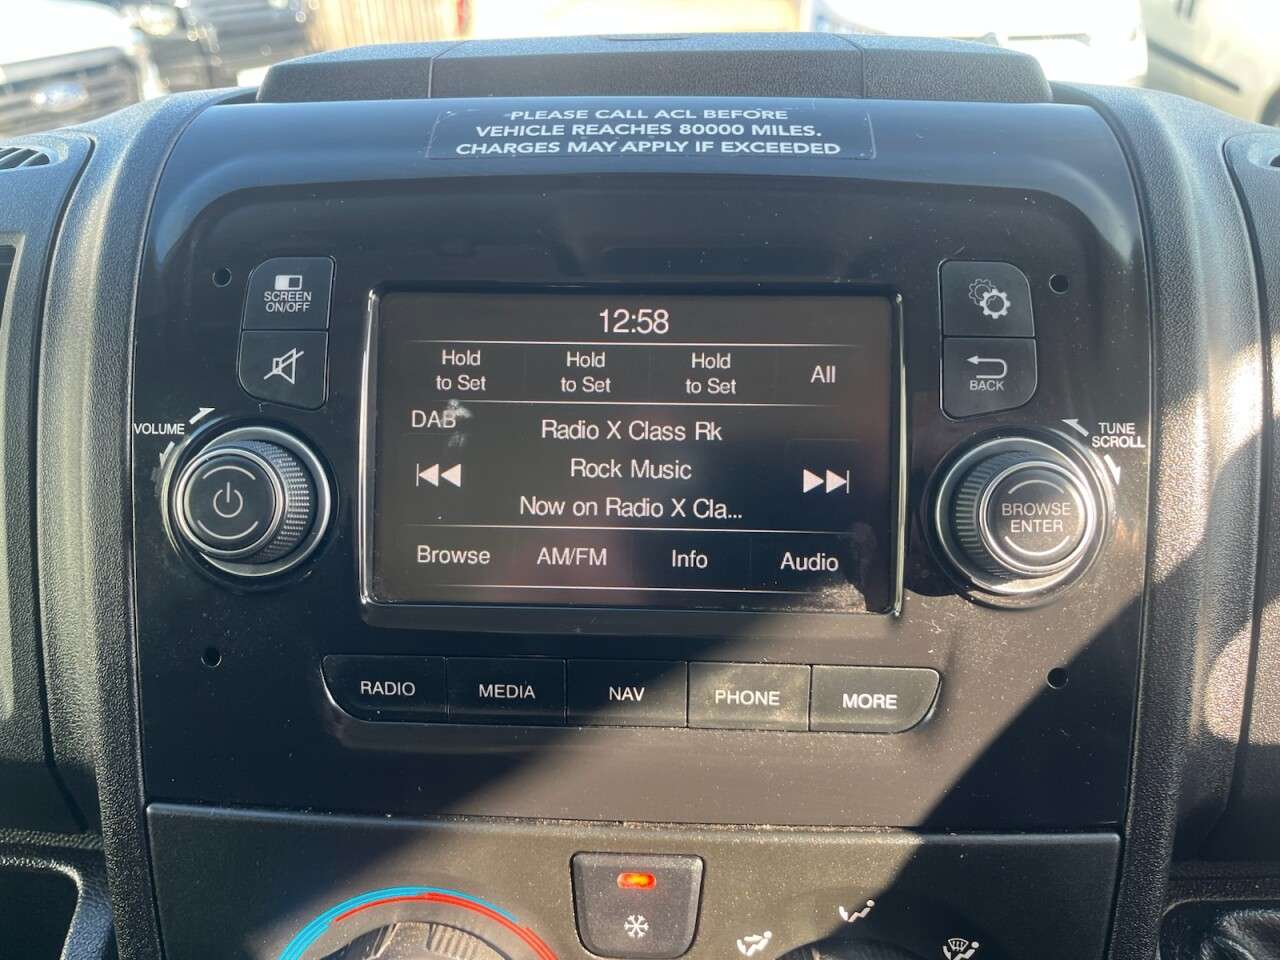 PLEASE CALL ACL BEFORE
VEHICLE REACHES 80000 MILES.
CHARGES MAY APPLY IF EXCEEDED
SCREEN
ON/OFF
BACK
VOLUME
TUNE
SCROLL
BROWSE
ENTER
12:58
Hold
to Set
Hold
to Set
Hold
to Set
All
DAB
Radio X Class Rk
Rock Music
Now on Radio X Cla...
Browse
AM/FM
Info
Audio
RADIO
MEDIA
NAV
PHONE
MORE